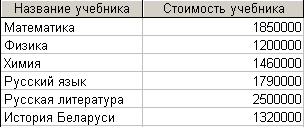 Название учебника Стоимость учебника
Математика 1850000
Физика 1200000
Химия 1460000
Русский язык 1790000
Русская литература 2500000
История Беларуси 1320000